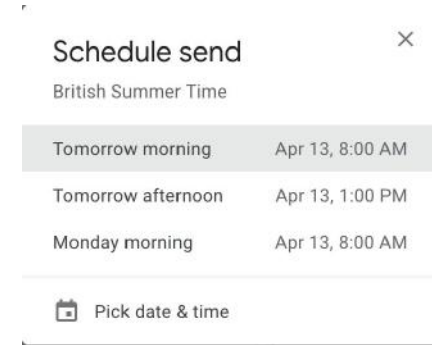 Schedule send
British Summer Time
Tomorrow morning Apr 13, 8:00 AM
Tomorrow afternoon Apr 13, 1:00 PM
Monday morning Apr 13, 8:00 AM
Pick date & time